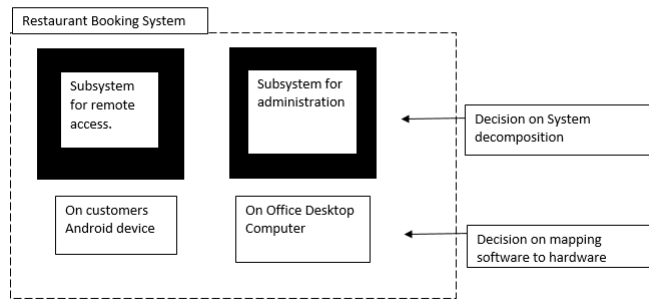 Restaurant Booking System
Subsystem
for remote
access.
Subsystem for
administration
Decision on System
decomposition
On customers
Android device
On Office Desktop
Computer
Decision on mapping
software to hardware